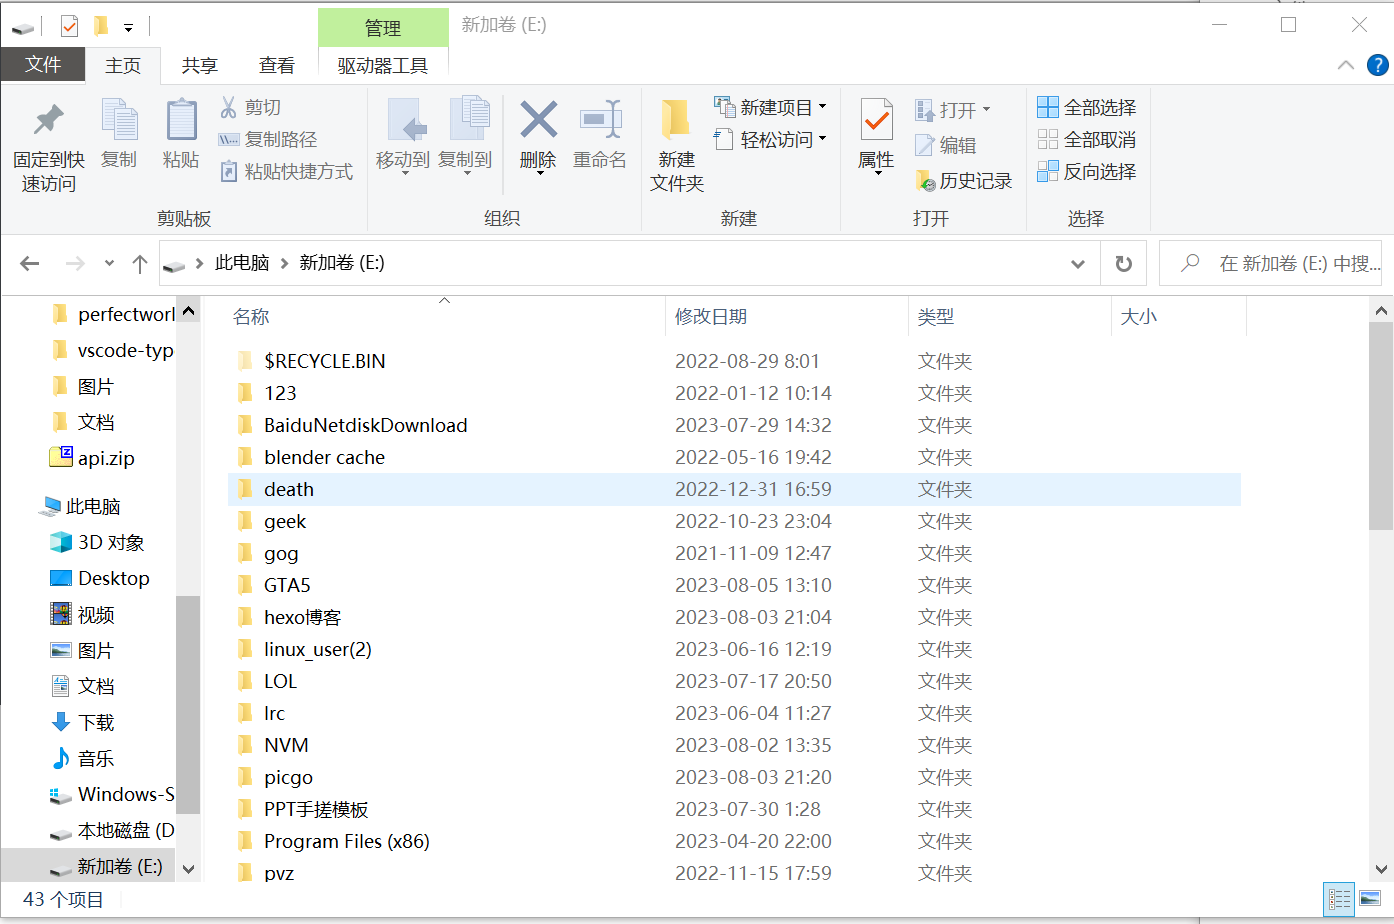 管理
新加卷 (E:)
文件
主页
共享
查看
驱动器工具
固定到快
速访问
复制
粘贴
剪切
复制路径
粘贴快捷方式
剪贴板
移动到
复制到
删除
重命名
组织
新建
文件夹
新建项目
轻松访问
新建
属性
打开
编辑
历史记录
打开
全部选择
全部取消
反向选择
选择
此电脑
新加卷 (E:)
在 新加卷 (E:) 中搜...
perfectworl
vscode-typ
图片
文档
api.zip
此电脑
3D 对象
Desktop
视频
图片
文档
下载
音乐
Windows-S
本地磁盘 (D
新加卷 (E:)
名称 修改日期 类型 大小
$RECYCLE.BIN 2022-08-29 8:01 文件夹
123 2022-01-12 10:14 文件夹
BaiduNetdiskDownload 2023-07-29 14:32 文件夹
blender cache 2022-05-16 19:42 文件夹
death 2022-12-31 16:59 文件夹
geek 2022-10-23 23:04 文件夹
gog 2021-11-09 12:47 文件夹
GTA5 2023-08-05 13:10 文件夹
hexo博客 2023-08-03 21:04 文件夹
linux_user(2) 2023-06-16 12:19 文件夹
LOL 2023-07-17 20:50 文件夹
lrc 2023-06-04 11:27 文件夹
NVM 2023-08-02 13:35 文件夹
picgo 2023-08-03 21:20 文件夹
PPT手搓模板 2023-07-30 1:28 文件夹
Program Files (x86) 2023-04-20 22:00 文件夹
pvz 2022-11-15 17:59 文件夹
43 个项目